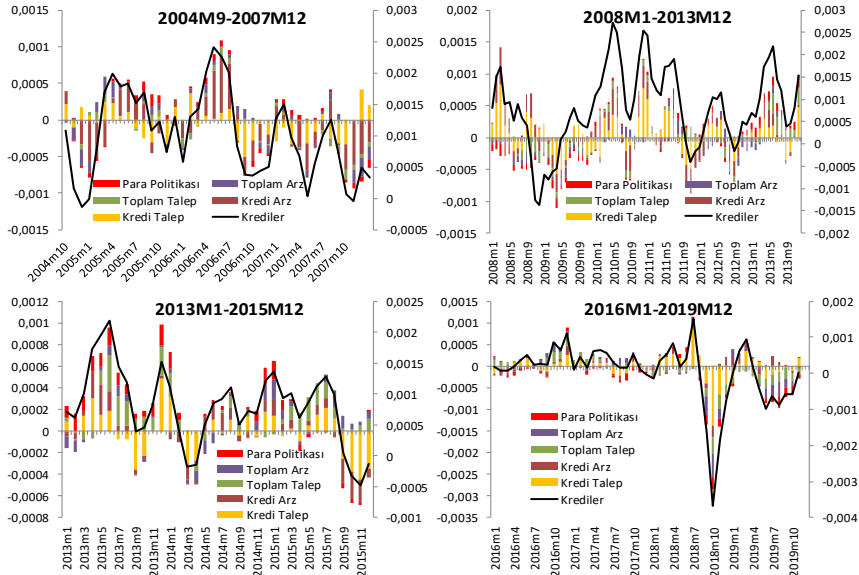 2004M9-2007M12
0,0015
0,001
0,0005
0
-0,0005
-0,001
-0,0015
0,003
0,0025
0,002
0,0015
0,001
0,0005
0
-0,0005
Para Politikası
Toplam Arz
Toplam Talep
Kredi Arz
Kredi Talep
Krediler
2004m10
2005m1
2005m4
2005m7
2005m10
2006m1
2006m4
2006m7
2006m10
2007m1
2007m4
2007m7
2007m10
2008M1-2013M12
0,002
0,0015
0,001
0,0005
0
-0,0005
-0,001
-0,0015
0,003
0,0025
0,002
0,0015
0,001
0,0005
0
-0,0005
-0,001
-0,0015
-0,002
Para Politikası
Toplam Arz
Toplam Talep
Kredi Arz
Kredi Talep
Krediler
2008m1
2008m5
2008m9
2009m1
2009m5
2009m9
2010m1
2010m5
2010m9
2011m1
2011m5
2011m9
2012m1
2012m5
2012m9
2013m1
2013m5
2013m9
2013M1-2015M12
0,0012
0,001
0,0008
0,0006
0,0004
0,0002
0
-0,0002
-0,0004
-0,0006
-0,0008
0,0025
0,002
0,0015
0,001
0,0005
0
-0,0005
-0,001
Para Politikası
Toplam Arz
Toplam Talep
Kredi Arz
Kredi Talep
2013m1
2013m3
2013m5
2013m7
2013m9
2013m11
2014m1
2014m3
2014m5
2014m7
2014m9
2014m11
2015m1
2015m3
2015m5
2015m7
2015m9
2015m11
2016M1-2019M12
0,0015
0,001
0,0005
0
-0,0005
-0,001
-0,0015
-0,002
-0,0025
-0,003
-0,0035
0,002
0,001
0
-0,001
-0,002
-0,003
-0,004
Para Politikası
Toplam Arz
Toplam Talep
Kredi Arz
Kredi Talep
Krediler
2016m1
2016m4
2016m7
2016m10
2017m1
2017m4
2017m7
2017m10
2018m1
2018m4
2018m7
2018m10
2019m1
2019m4
2019m7
2019m10